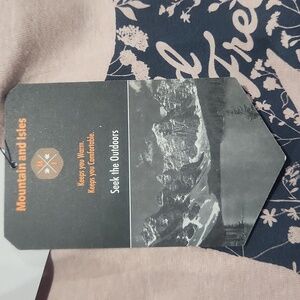 Mountain and Isles
Keeps you Warm.
Keeps you Comfortable.
Seek the Outdoors